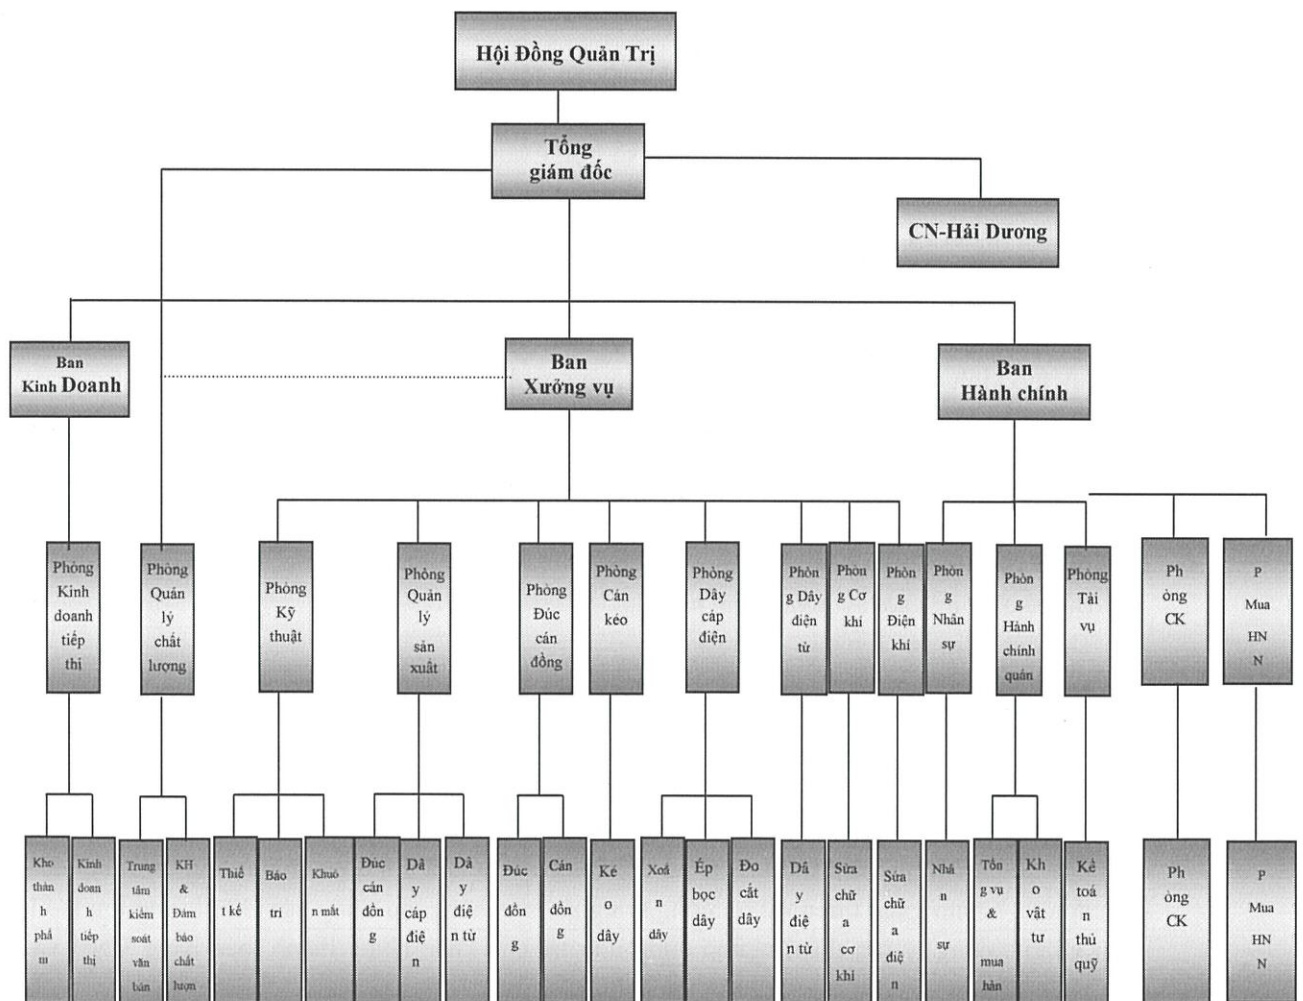 Hội Đồng Quản Trị
Tổng
giám đốc
CN-Hải Dương
Ban
Kinh Doanh
Ban
Xưởng vụ
Ban
Hành chính
Phòng
Kinh
doanh
tiếp
thị
Phòng
Quản
lý
chất
lượng
Phòng
Kỹ
thuật
Phòng
Quản
lý
sản
xuất
Phòng
Đúc
cán
đồng
Phòng
Cán
kéo
Phòng
Dây
cáp
điện
Phòn
g Dây
điện
từ
Phòn
g Cơ
khí
Phòn
g
Điện
khí
Phòn
g
Nhân
sự
Phòn
g
Hành
chính
quản
Phòng
Tài
vụ
Ph
òng
CK
P
Mua
HN
N
Kho
thàn
h
phẩ
m
Kinh
doan
h
tiếp
thị
Trung
tâm
kiểm
soát
văn
bản
KH
&
Đảm
bảo
chất
lượn
Thiế
t kế
Bảo
trì
Khuô
n mắt
Đúc
cán
đồn
g
Dâ
y
cáp
điệ
n
Dâ
y
điệ
n từ
Đúc
đồn
g
Cán
đồn
g
Ké
o
dây
Xoắ
n
dây
Ép
bọc
dây
Đo
cắt
dây
Dâ
y
điệ
n từ
Sửa
chữ
a
cơ
khí
Sửa
chữ
a
điệ
n
Nhâ
n
sự
Tổn
g vụ
&
mua
hàn
Kh
o
vật
tư
Kế
toá
n
thủ
quỹ
Ph
òng
CK
P
Mua
HN
N